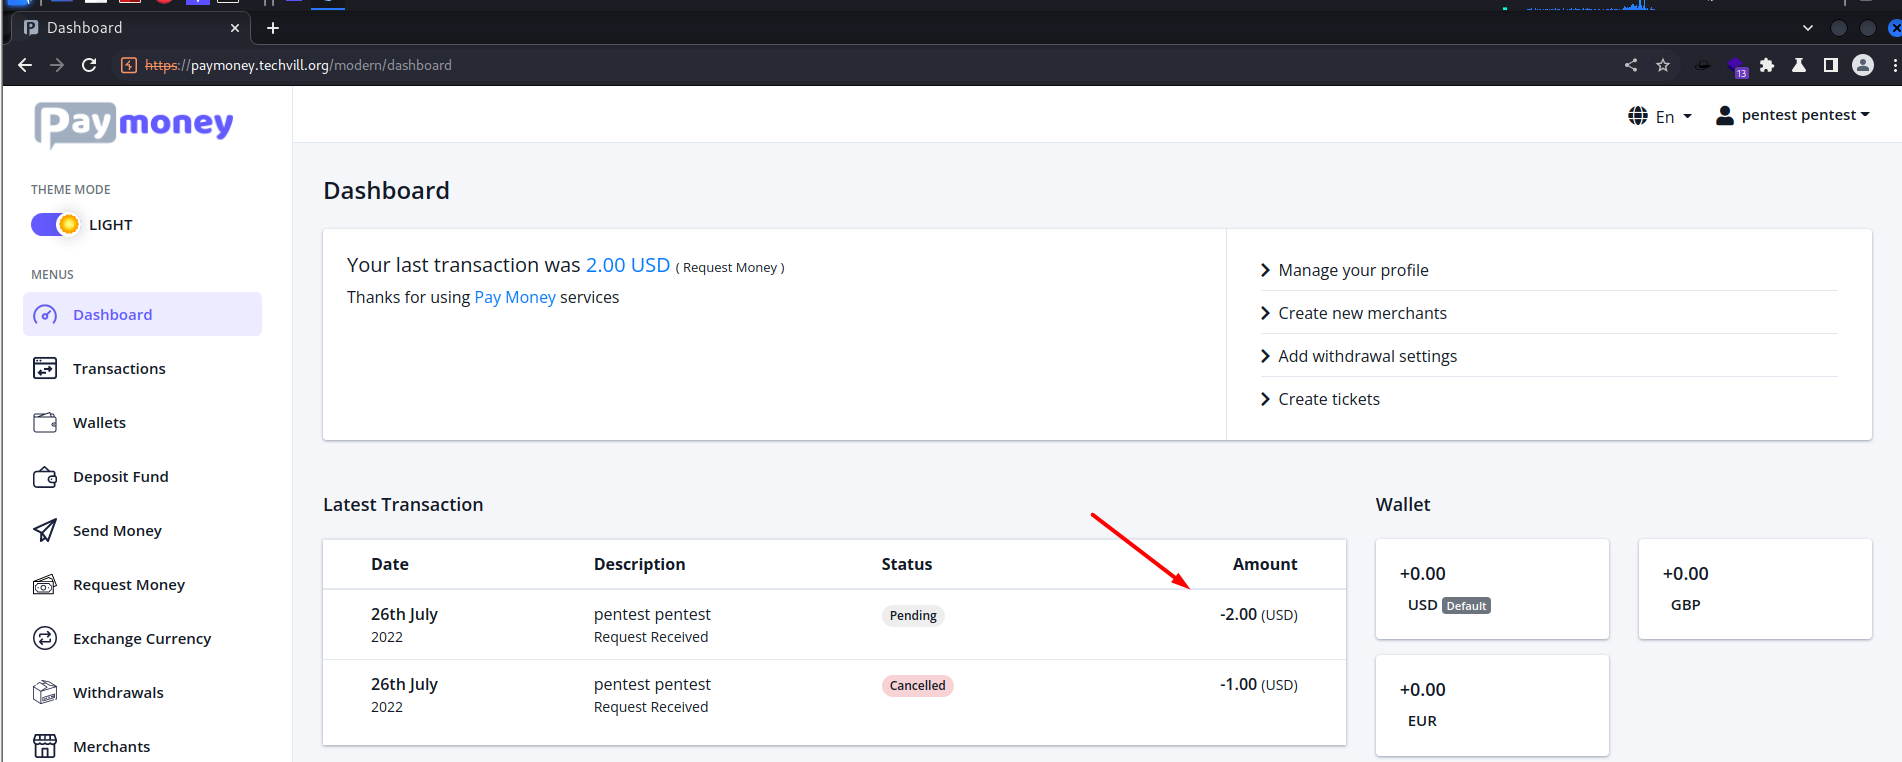 Dashboard
https://paymoney.techvill.org/modern/dashboard
13
Pay money
En
pentest pentest
THEME MODE
LIGHT
MENUS
Dashboard
Transactions
Wallets
Deposit Fund
Send Money
Request Money
Exchange Currency
Withdrawals
Merchants
Dashboard
Your last transaction was 2.00 USD ( Request Money )
Thanks for using Pay Money services
Manage your profile
Create new merchants
Add withdrawal settings
Create tickets
Latest Transaction
Date Description Status Amount
26th July pentest pentest Pending -2.00 (USD)
2022 Request Received
26th July pentest pentest Cancelled -1.00 (USD)
2022 Request Received
Wallet
+0.00
USD Default
+0.00
GBP
+0.00
EUR